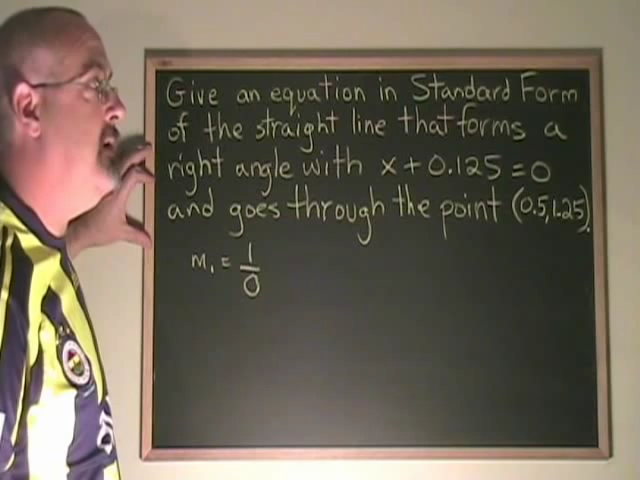 Give an equation in Standard Form
of the straight line that forms a
right angle with x + 0.125 = 0
and goes through the point (0.5, 1.25).
m₁ = 1/0